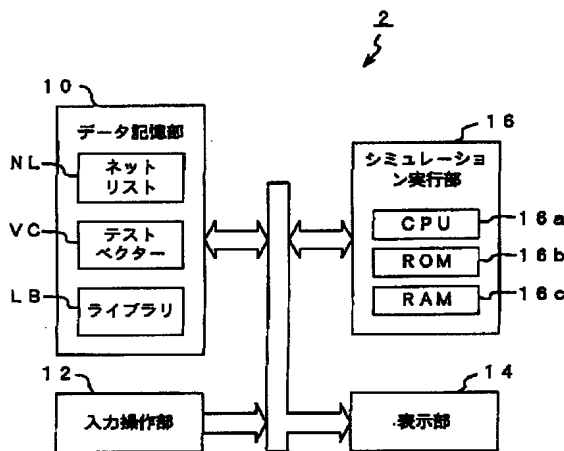 2
10
データ記憶部
NL
ネット
リスト
VC
テスト
ベクター
LB
ライブラリ
16
シミュレーショ
ン実行部
CPU
16a
ROM
16b
RAM
16c
12
入力操作部
14
表示部